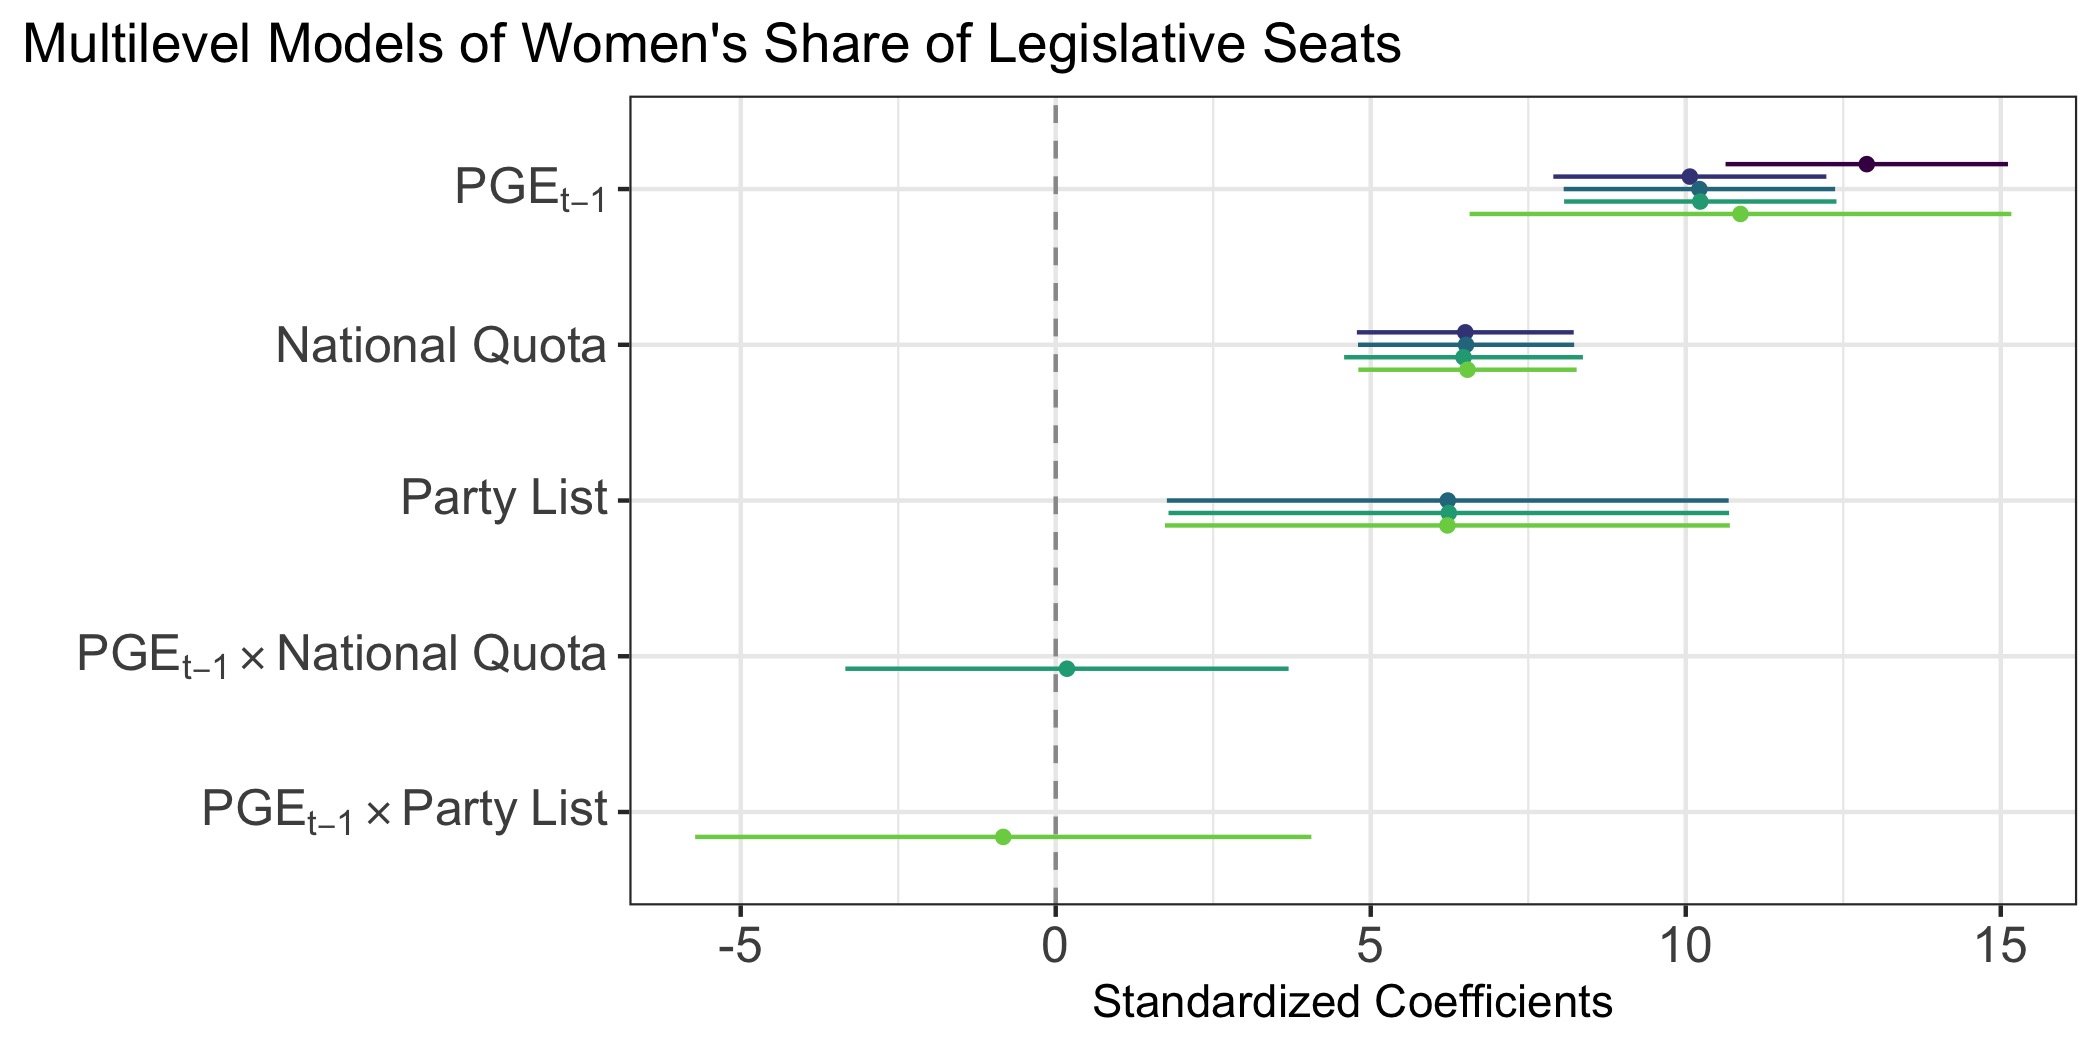 Multilevel Models of Women's Share of Legislative Seats
PGEt−1
National Quota
Party List
PGEt−1 × National Quota
PGEt−1 × Party List
-5 0 5 10 15
Standardized Coefficients